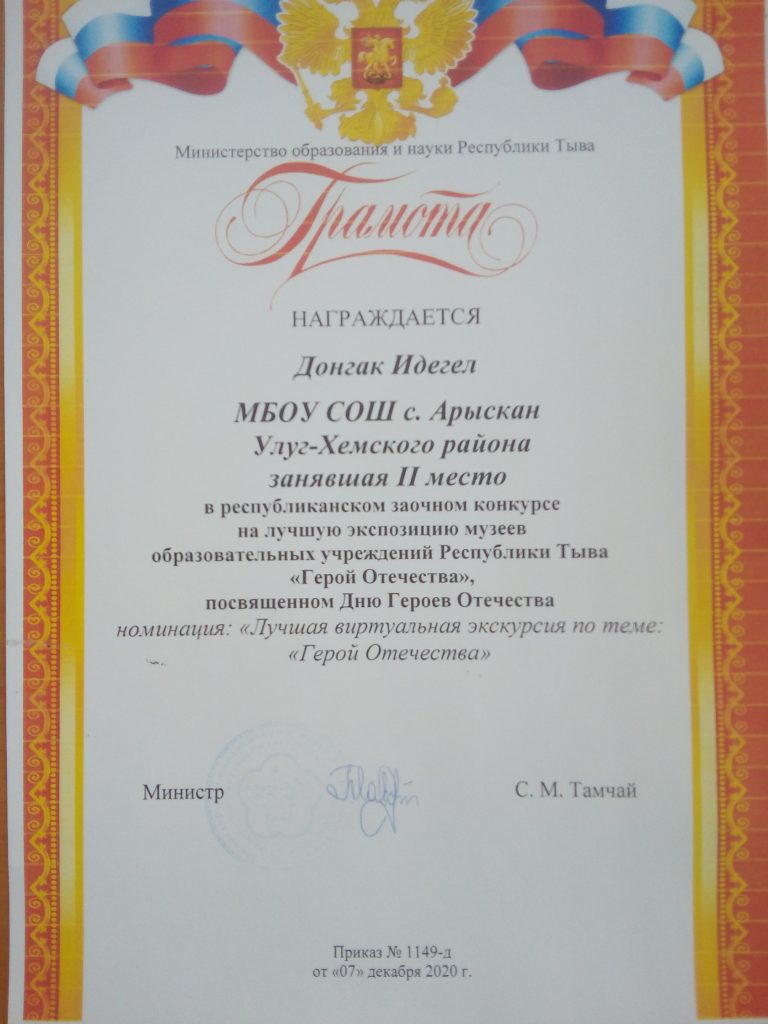 Министерство образования и науки Республики Тыва
Грамота
НАГРАЖДАЕТСЯ
Донгак Идегел
МБОУ СОШ с. Арыскан
Улуг-Хемского района
занявшая II место
в республиканском заочном конкурсе
на лучшую экспозицию музеев
образовательных учреждений Республики Тыва
«Герой Отечества»,
посвященном Дню Героев Отечества
номинация: «Лучшая виртуальная экскурсия по теме:
«Герой Отечества»
Министр С. М. Тамчай
Приказ № 1149-д
от «07» декабря 2020 г.